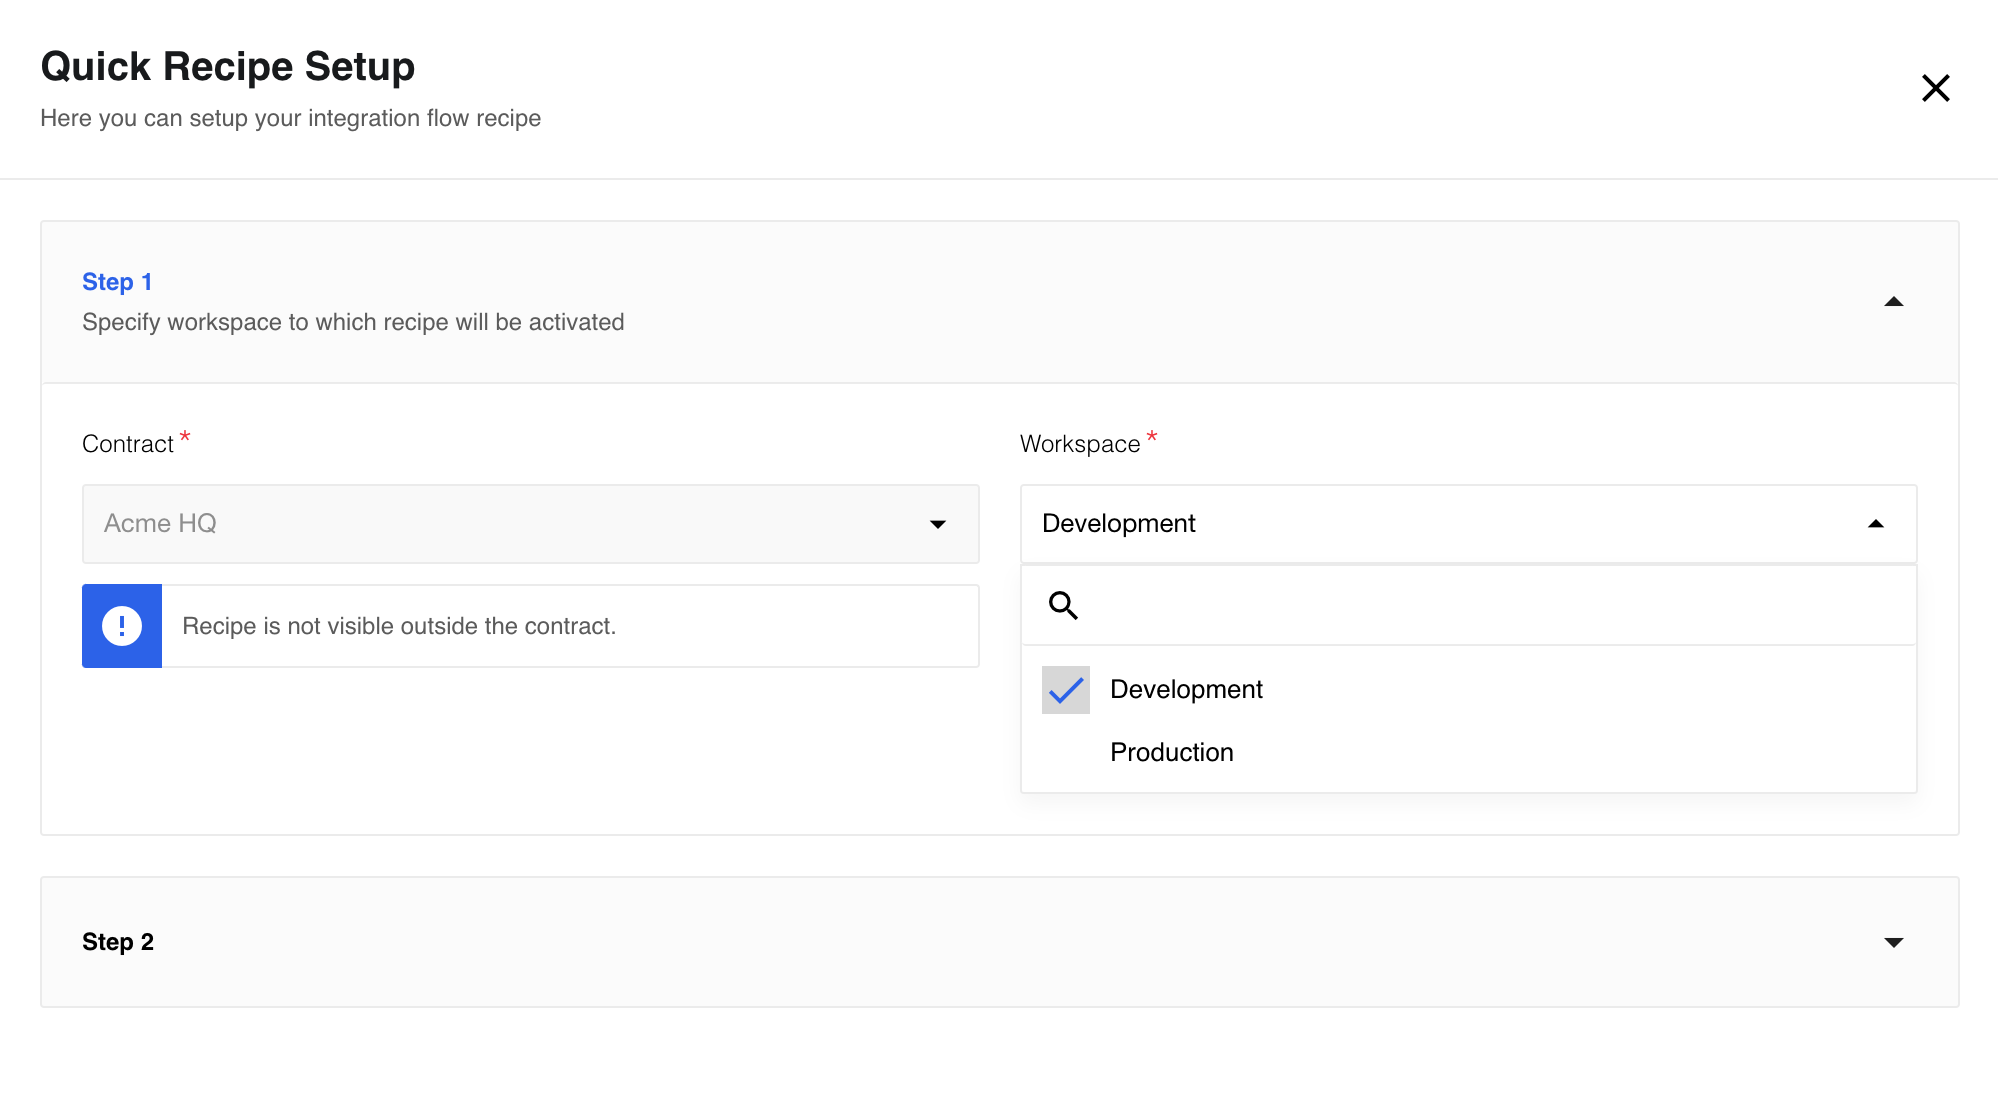 Quick Recipe Setup
Here you can setup your integration flow recipe
Step 1
Specify workspace to which recipe will be activated
Contract *
Acme HQ
Recipe is not visible outside the contract.
Workspace *
Development
Development
Production
Step 2